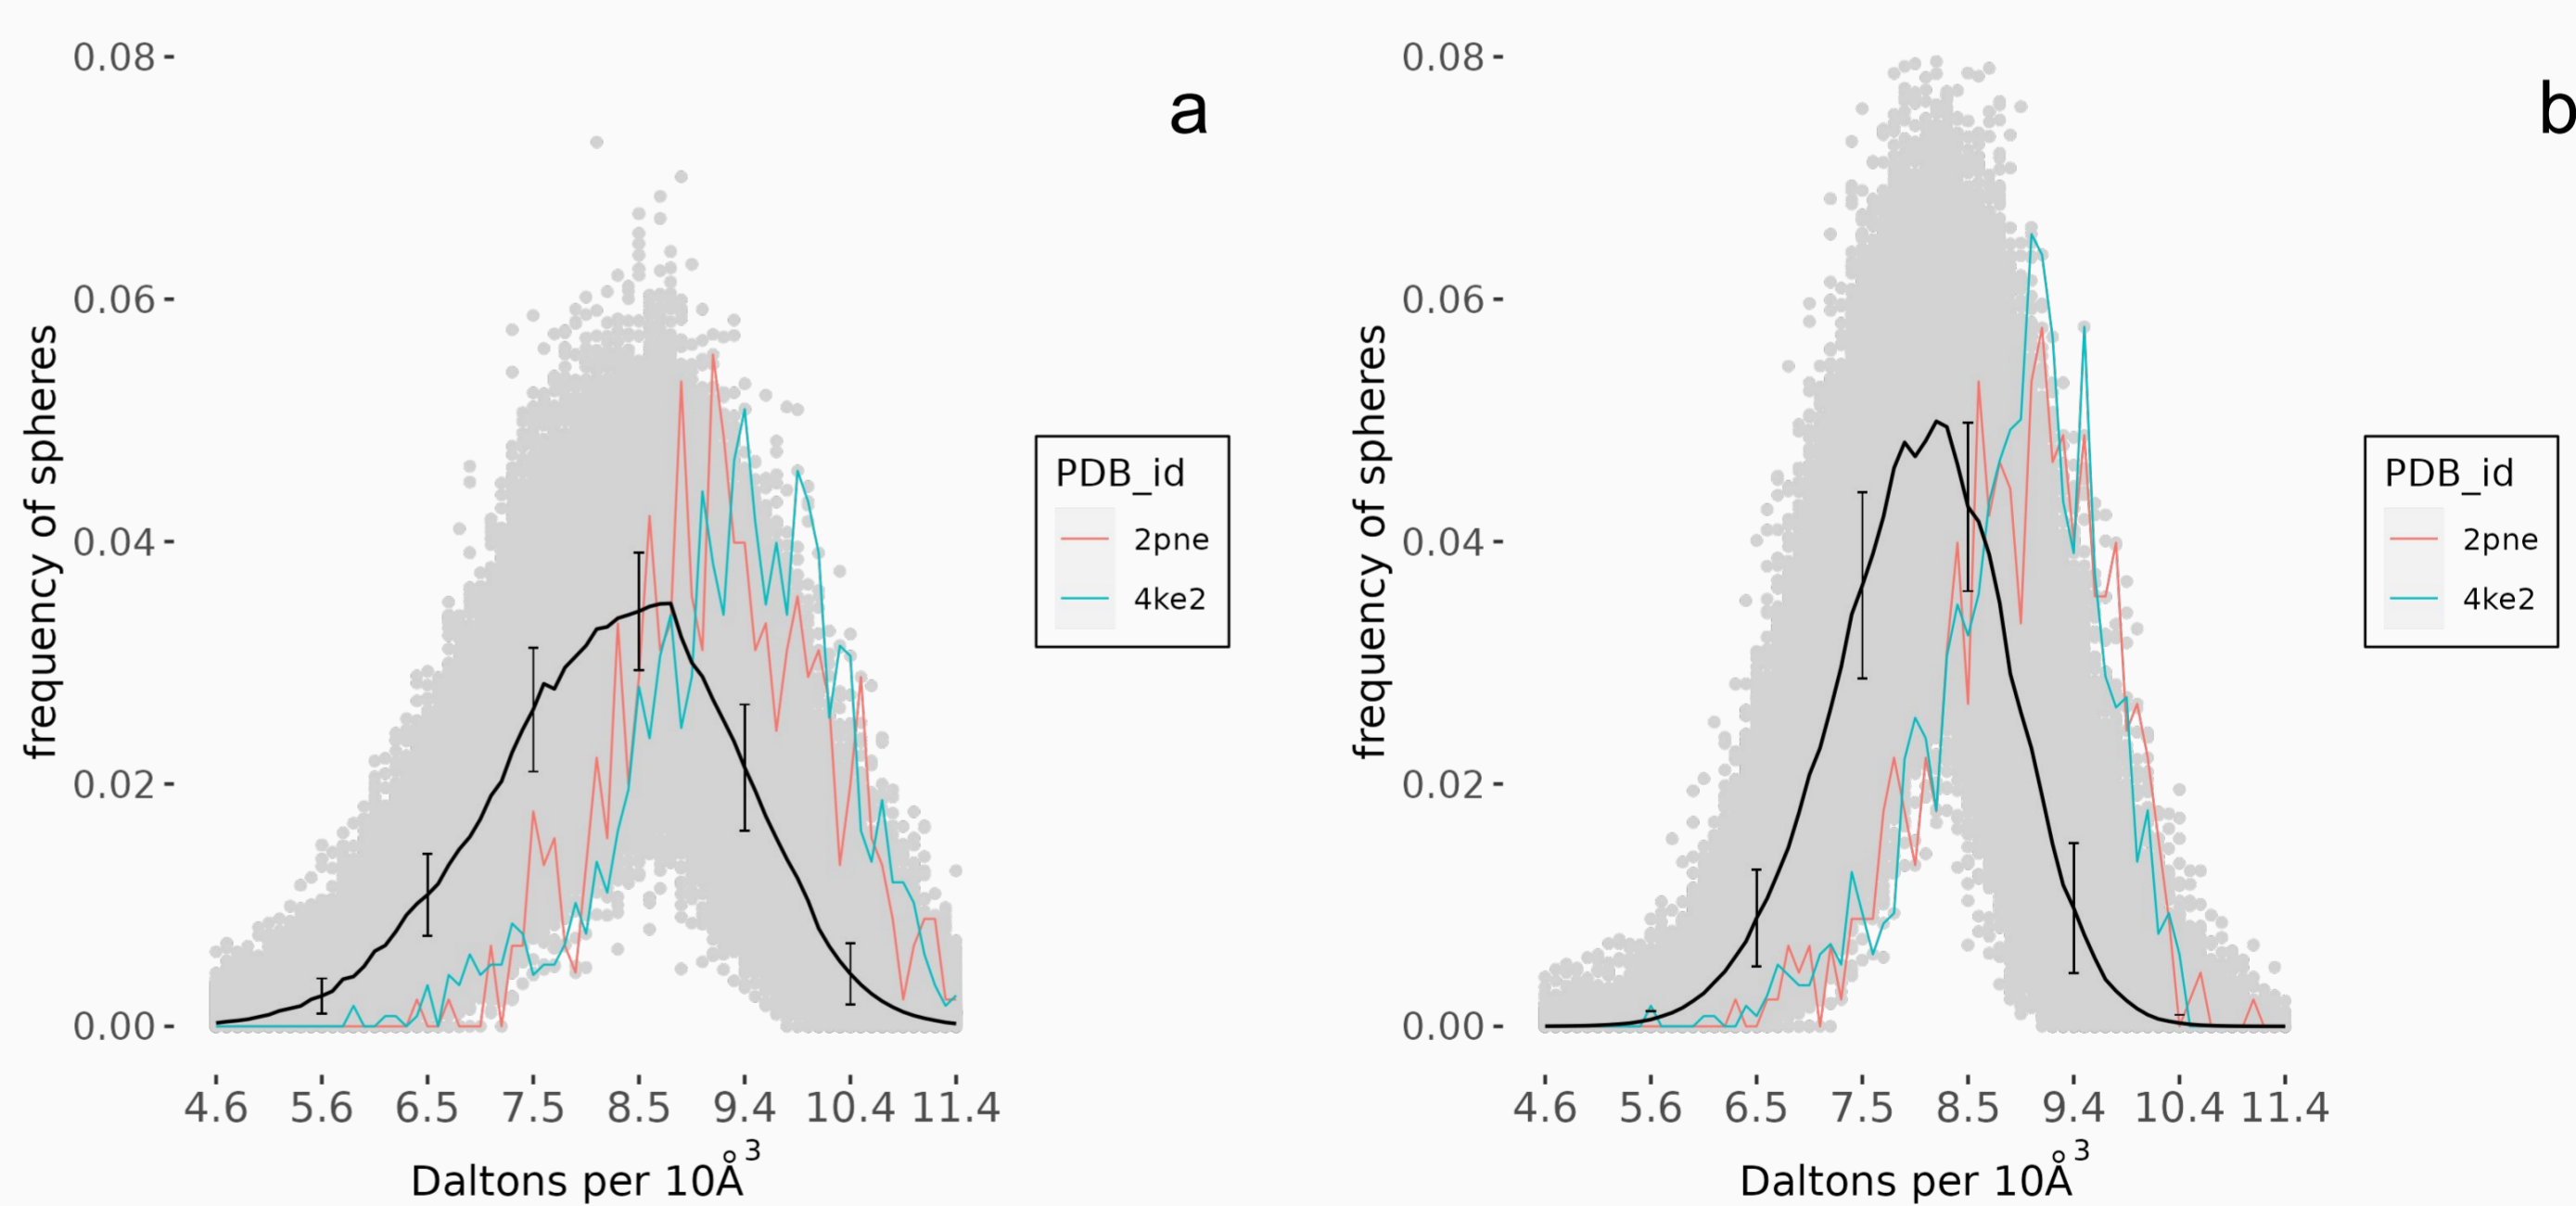 a
frequency of spheres
0.08
0.06
0.04
0.02
0.00
4.6 5.6 6.5 7.5 8.5 9.4 10.4 11.4
Daltons per 10Å³
PDB_id
2pne
4ke2
b
frequency of spheres
0.08
0.06
0.04
0.02
0.00
4.6 5.6 6.5 7.5 8.5 9.4 10.4 11.4
Daltons per 10Å³
PDB_id
2pne
4ke2